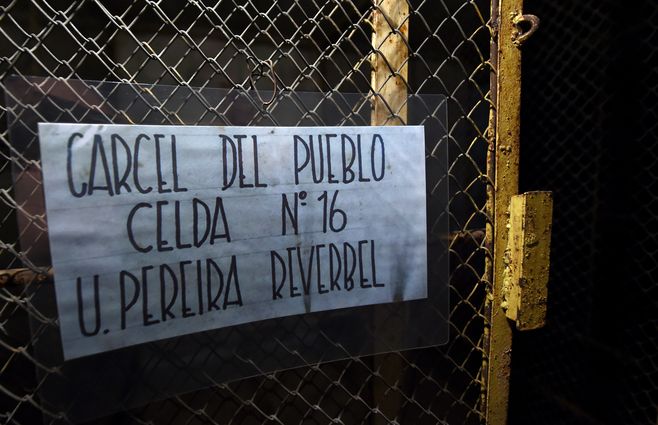 CARCEL DEL PUEBLO
CELDA N° 16
U. PEREIRA REVERBEL